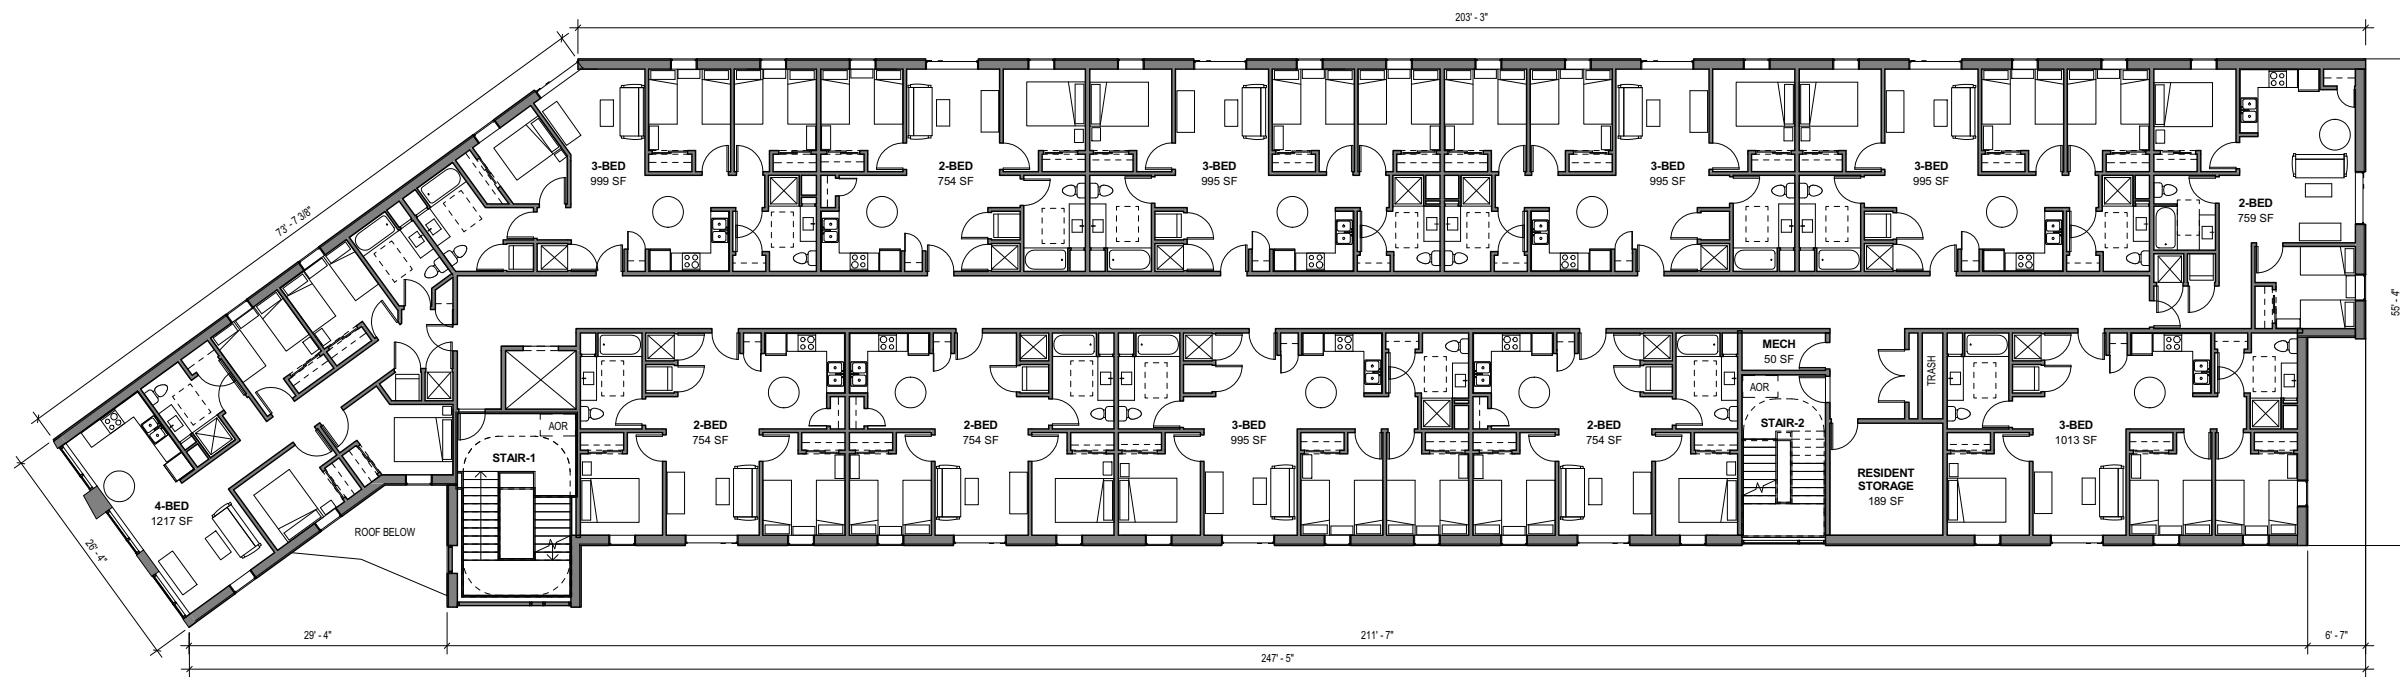 203' - 3"
73' - 7 3/8"
3-BED
999 SF
2-BED
754 SF
3-BED
995 SF
3-BED
995 SF
3-BED
995 SF
2-BED
759 SF
55' - 4"
MECH
50 SF
TRASH
AOR
AOR
STAIR-1
2-BED
754 SF
2-BED
754 SF
3-BED
995 SF
2-BED
754 SF
STAIR-2
3-BED
1013 SF
RESIDENT
STORAGE
189 SF
4-BED
1217 SF
ROOF BELOW
26' - 4"
29' - 4"
211' - 7"
6' - 7"
247' - 5"